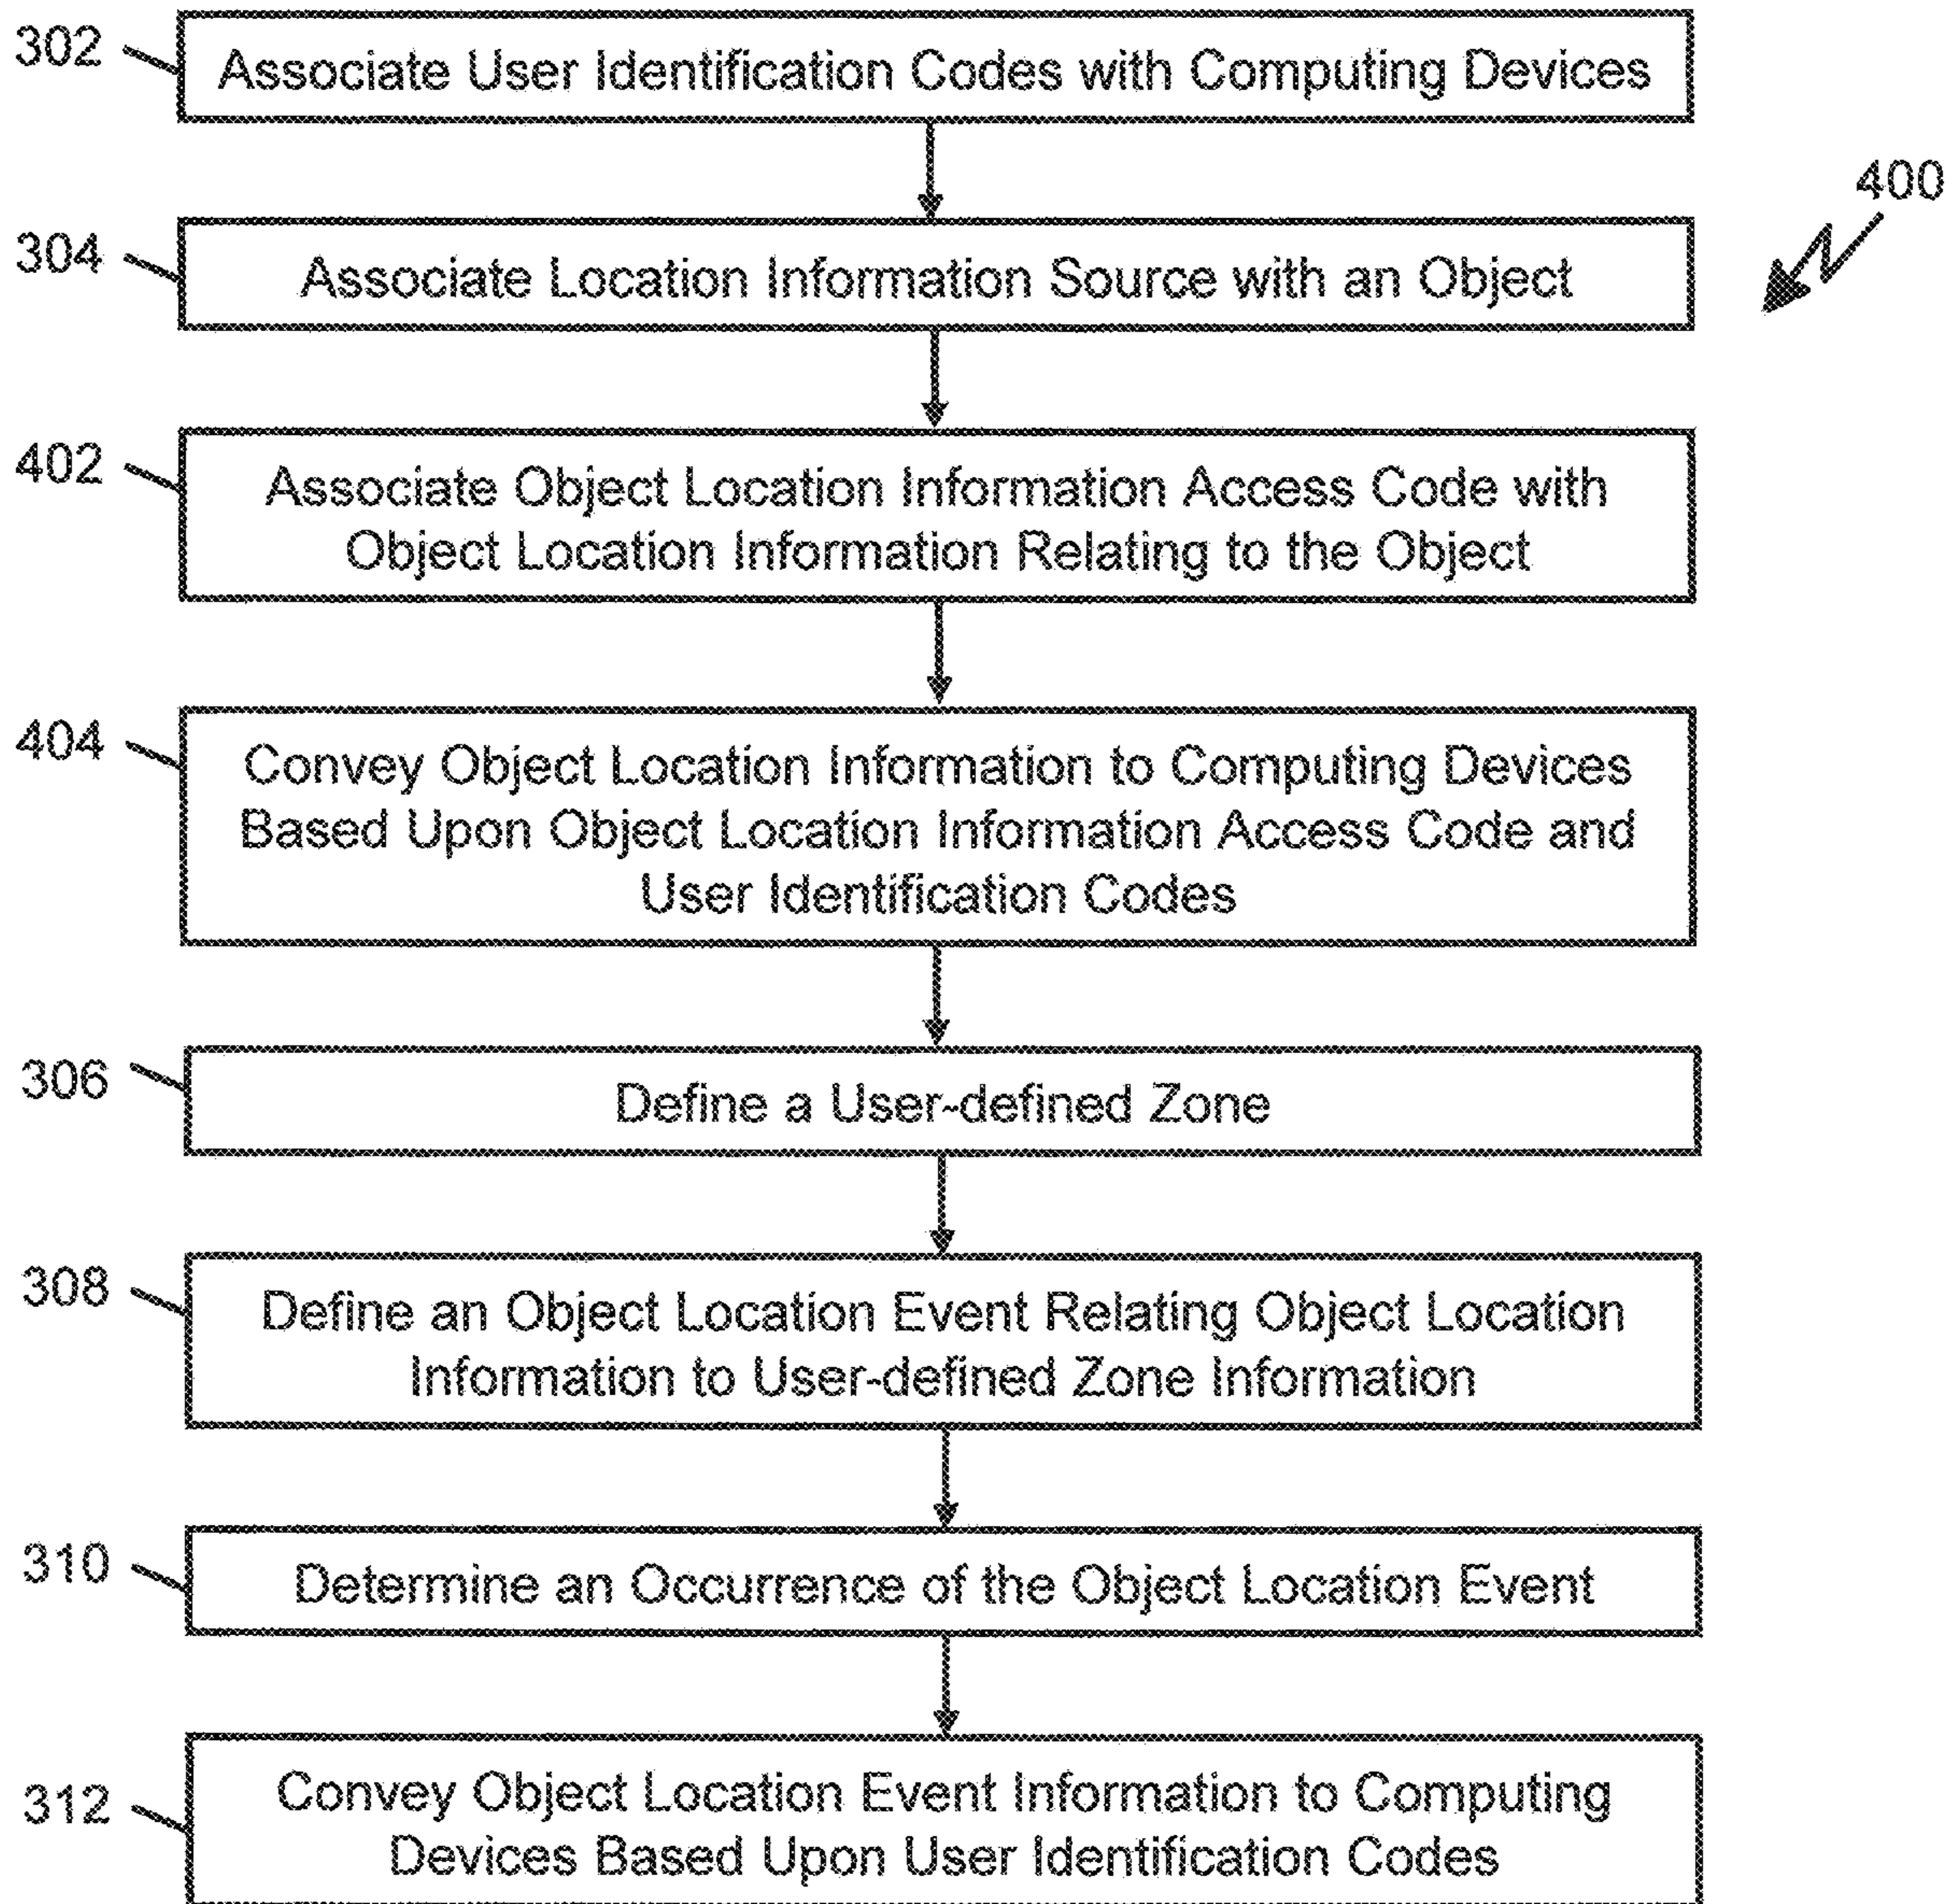 302
Associate User Identification Codes with Computing Devices
400
304
Associate Location Information Source with an Object
402
Associate Object Location Information Access Code with
Object Location Information Relating to the Object
404
Convey Object Location Information to Computing Devices
Based Upon Object Location Information Access Code and
User Identification Codes
306
Define a User-defined Zone
308
Define an Object Location Event Relating Object Location
Information to User-defined Zone Information
310
Determine an Occurrence of the Object Location Event
312
Convey Object Location Event Information to Computing
Devices Based Upon User Identification Codes